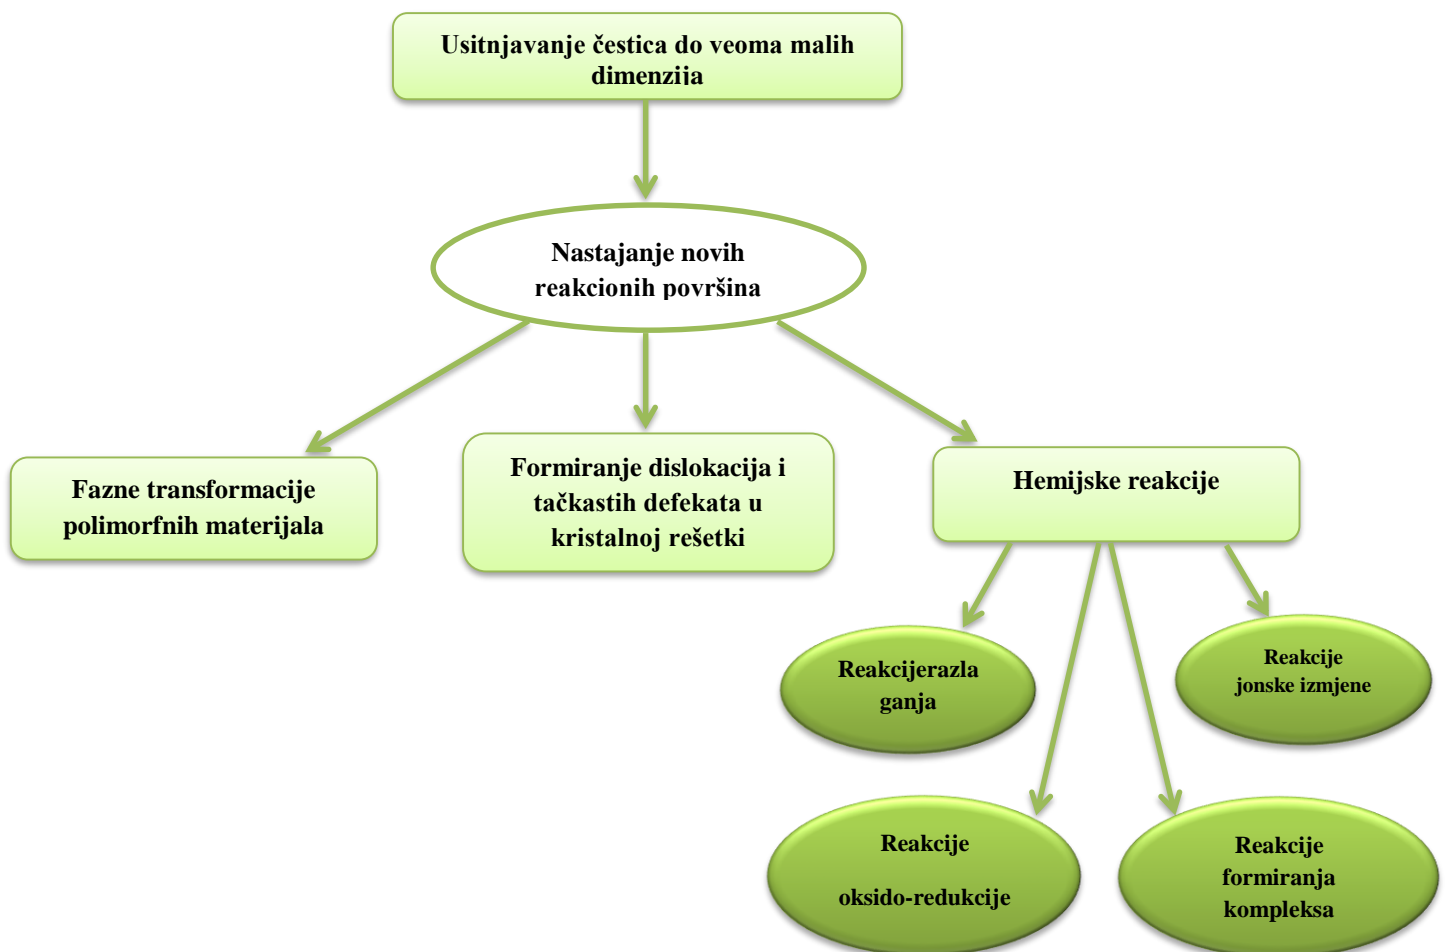 Usitnjavanje čestica do veoma malih
dimenzija
Nastajanje novih
reakcionih površina
Fazne transformacije
polimorfnih materijala
Formiranje dislokacija i
tačkastih defekata u
kristalnoj rešetki
Hemijske reakcije
Reakcijerazla
ganja
Reakcije
jonske izmjene
Reakcije
oksido-redukcije
Reakcije
formiranja
kompleksa